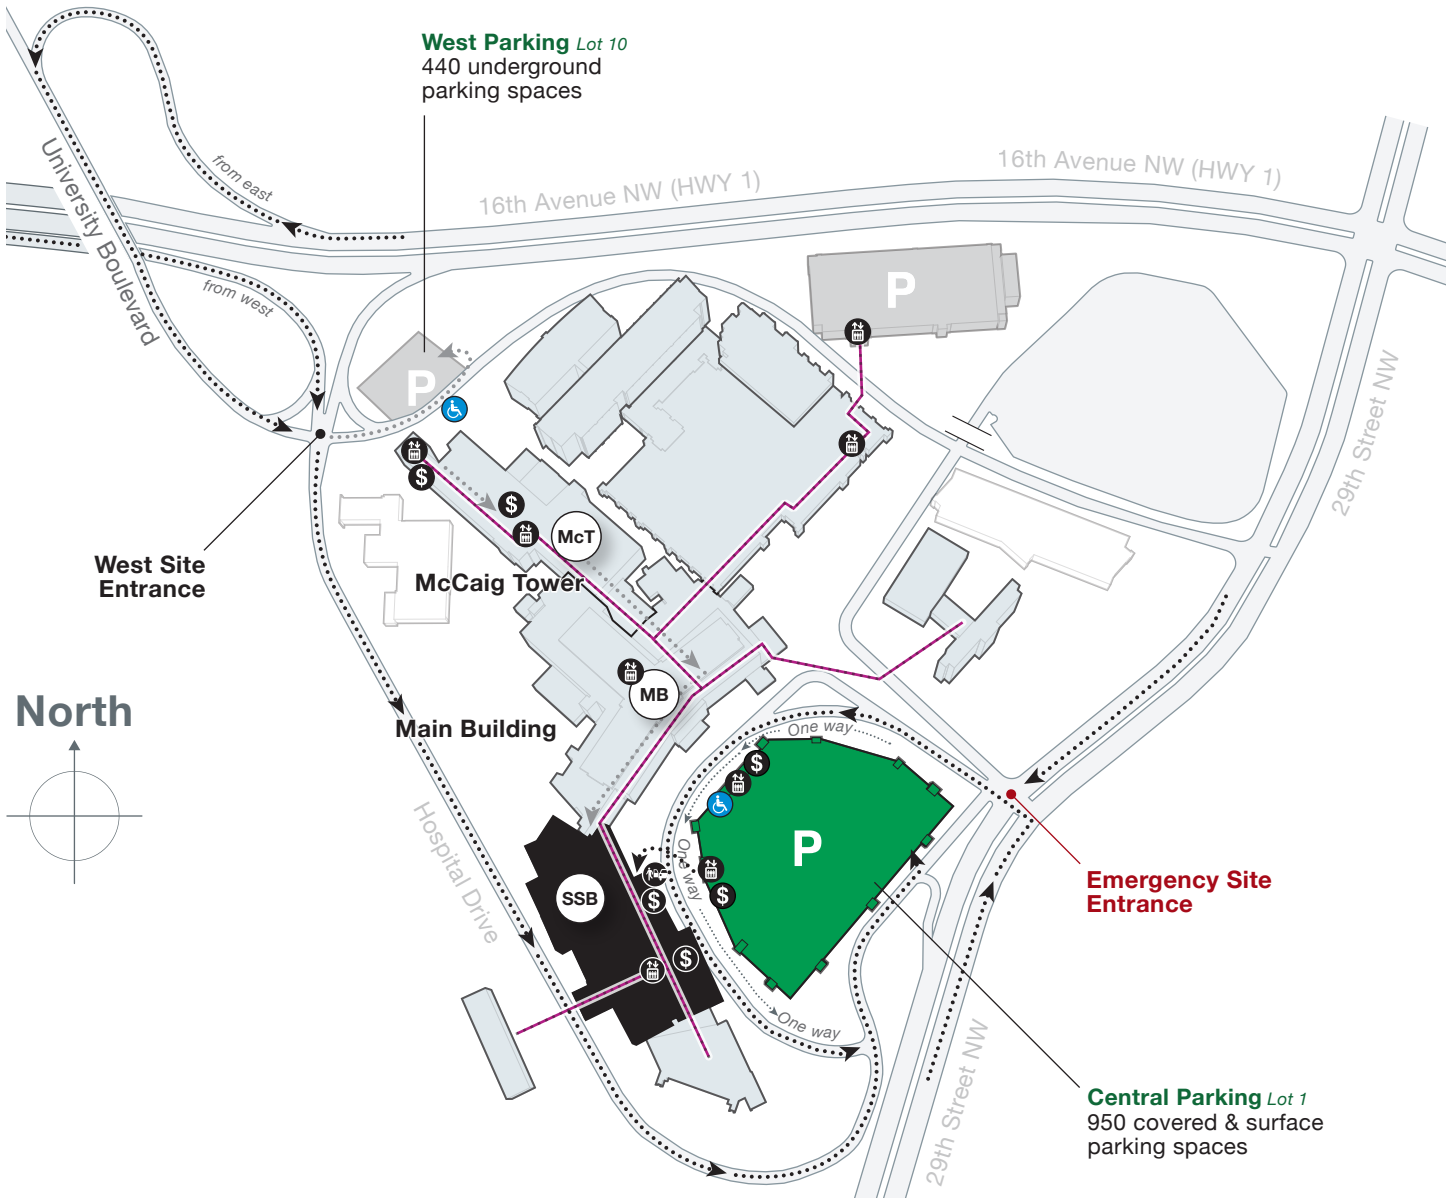 West Parking Lot 10
440 underground
parking spaces
from east
16th Avenue NW (HWY 1)
16th Avenue NW (HWY 1)
University Boulevard
from west
P
P
29th Street NW
$
$
McT
West Site
Entrance
McCaig Tower
MB
North
Main Building
One way
$
Hospital Drive
P
One way
$
SSB
$
Emergency Site
Entrance
$
One way
29th Street NW
Central Parking Lot 1
950 covered & surface
parking spaces